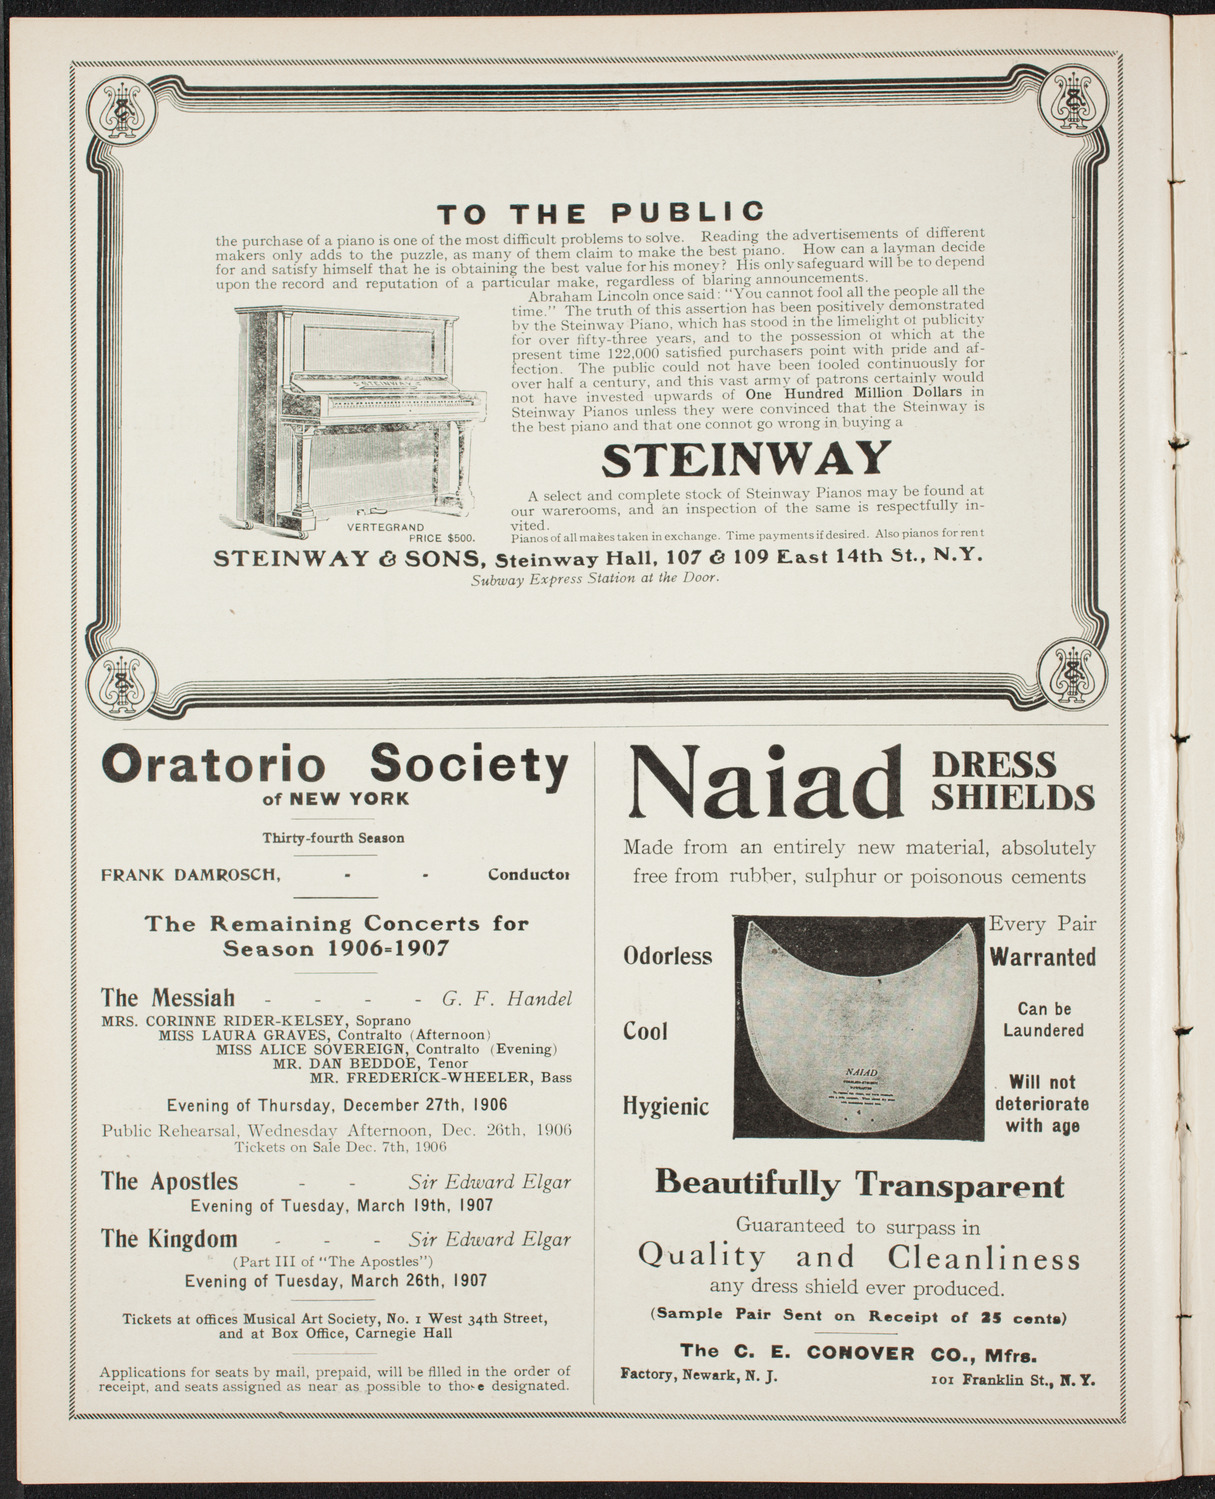 TO THE PUBLIC
the purchase of a piano is one of the most difficult problems to solve. Reading the advertisements of different
makers only adds to the puzzle, as many of them claim to make the best piano. How can a layman decide
for and satisfy himself that he is obtaining the best value for his money? His only safeguard will be to depend
upon the record and reputation of a particular make, regardless of blaring announcements.
Abraham Lincoln once said: "You cannot fool all the people all the
time." The truth of this assertion has been positively demonstrated
by the Steinway Piano, which has stood in the limelight of publicity
for over fifty-three years, and to the possession of which at the
present time 122,000 satisfied purchasers point with pride and af-
fection. The public could not have been fooled continuously for
over half a century, and this vast army of patrons certainly would
not have invested upwards of One Hundred Million Dollars in
Steinway Pianos unless they were convinced that the Steinway is
the best piano and that one connot go wrong in buying a
STEINWAY
STEINWAY
A select and complete stock of Steinway Pianos may be found at
our warerooms, and an inspection of the same is respectfully in-
vited.
VERTEGRAND
PRICE $500.
Pianos of all makes taken in exchange. Time payments if desired. Also pianos for rent
STEINWAY & SONS, Steinway Hall, 107 & 109 East 14th St., N.Y.
Subway Express Station at the Door.
Oratorio Society
of NEW YORK
Thirty-fourth Season
FRANK DAMROSCH, - - Conductor
The Remaining Concerts for
Season 1906=1907
The Messiah - - - - G. F. Handel
MRS. CORINNE RIDER-KELSEY, Soprano
MISS LAURA GRAVES, Contralto (Afternoon)
MISS ALICE SOVEREIGN, Contralto (Evening)
MR. DAN BEDDOE, Tenor
MR. FREDERICK-WHEELER, Bass
Evening of Thursday, December 27th, 1906
Public Rehearsal, Wednesday Afternoon, Dec. 26th, 1906
Tickets on Sale Dec. 7th, 1906
The Apostles - - Sir Edward Elgar
Evening of Tuesday, March 19th, 1907
The Kingdom - - - Sir Edward Elgar
(Part III of "The Apostles")
Evening of Tuesday, March 26th, 1907
Tickets at offices Musical Art Society, No. 1 West 34th Street,
and at Box Office, Carnegie Hall
Applications for seats by mail, prepaid, will be filled in the order of
receipt, and seats assigned as near as possible to those designated.
Naiad DRESS
SHIELDS
Made from an entirely new material, absolutely
free from rubber, sulphur or poisonous cements
Odorless
Cool
Hygienic
NAIAD
Every Pair
Warranted
Can be
Laundered
Will not
deteriorate
with age
Beautifully Transparent
Guaranteed to surpass in
Quality and Cleanliness
any dress shield ever produced.
(Sample Pair Sent on Receipt of 25 cents)
The C. E. CONOVER CO., Mfrs.
Factory, Newark, N. J. 101 Franklin St., N. Y.